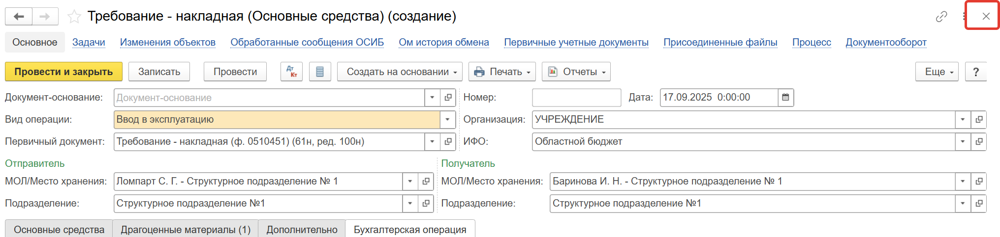 Требование - накладная (Основные средства) (создание)
Основное Задачи Изменения объектов Обработанные сообщения ОСИБ Ом история обмена Первичные учетные документы Присоединенные файлы Процесс Документооборот
Провести и закрыть Записать Провести Дт Кт Создать на основании Печать Отчеты Еще ?
Документ-основание: Документ-основание Номер: Дата: 17.09.2025 0:00:00
Вид операции: Ввод в эксплуатацию Организация: УЧРЕЖДЕНИЕ
Первичный документ: Требование - накладная (ф. 0510451) (61н, ред. 100н) ИФО: Областной бюджет
Отправитель Получатель
МОЛ/Место хранения: Ломпарт С. Г. - Структурное подразделение № 1 МОЛ/Место хранения: Баринова И. Н. - Структурное подразделение № 1
Подразделение: Структурное подразделение №1 Подразделение: Структурное подразделение №1
Основные средства Драгоценные материалы (1) Дополнительно Бухгалтерская операция